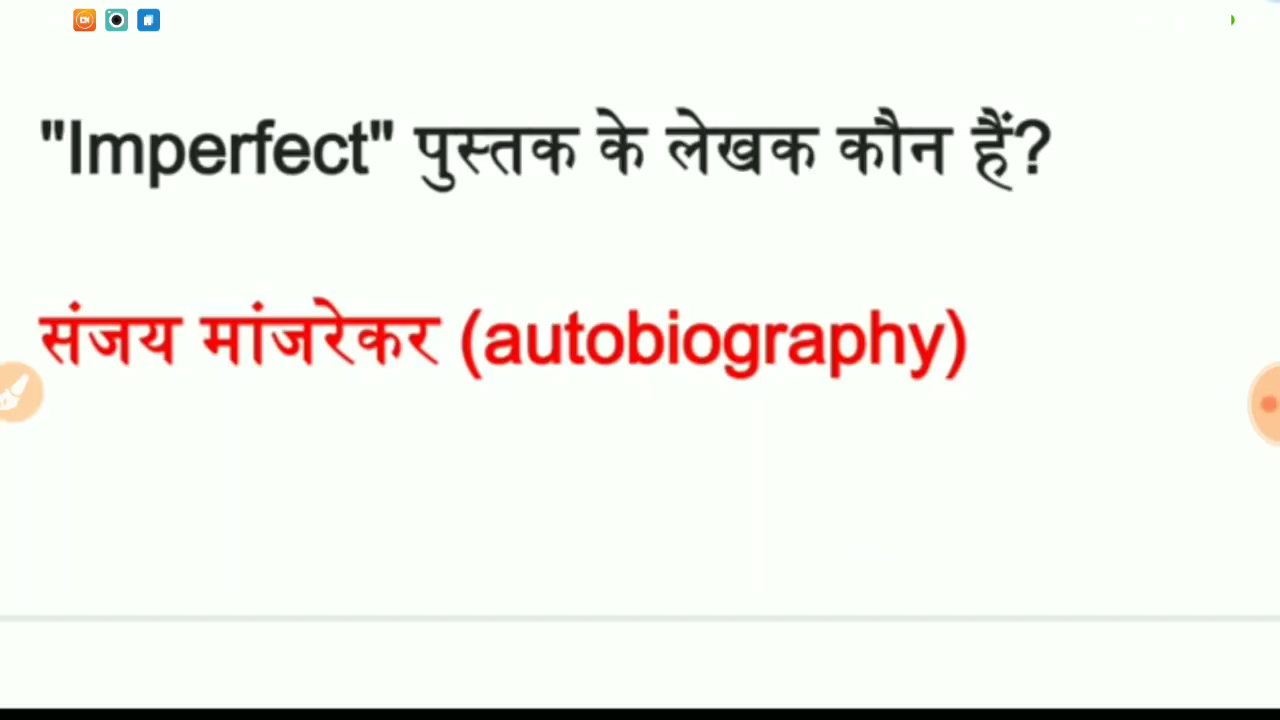 "Imperfect" पुस्तक के लेखक कौन हैं?
संजय मांजरेकर (autobiography)